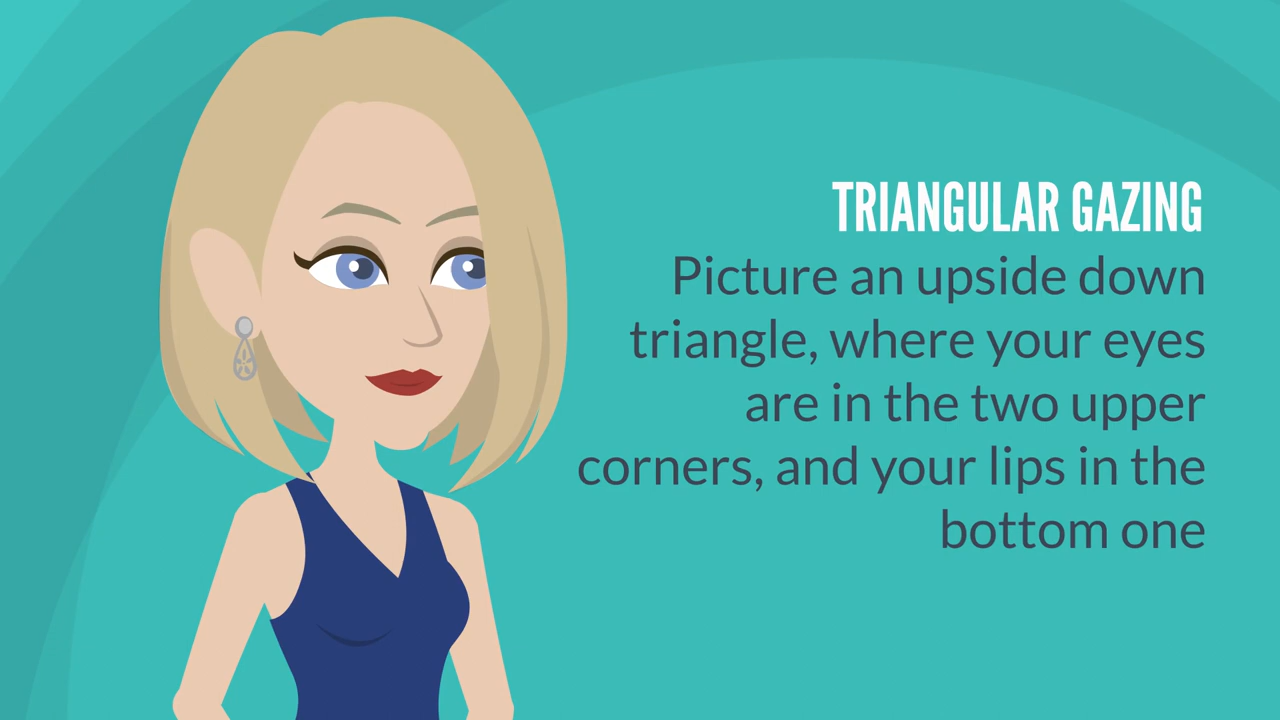 TRIANGULAR GAZING
Picture an upside down
triangle, where your eyes
are in the two upper
corners, and your lips in the
bottom one